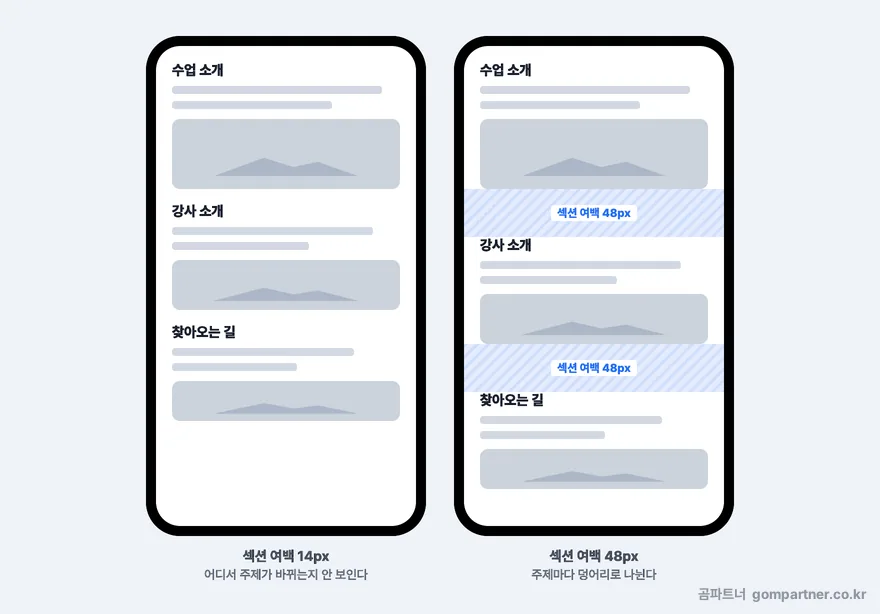 수업 소개
강사 소개
찾아오는 길
섹션 여백 14px
어디서 주제가 바뀌는지 안 보인다
수업 소개
섹션 여백 48px
강사 소개
섹션 여백 48px
찾아오는 길
섹션 여백 48px
주제마다 덩어리로 나뉜다
곰파트너 gompartner.co.kr